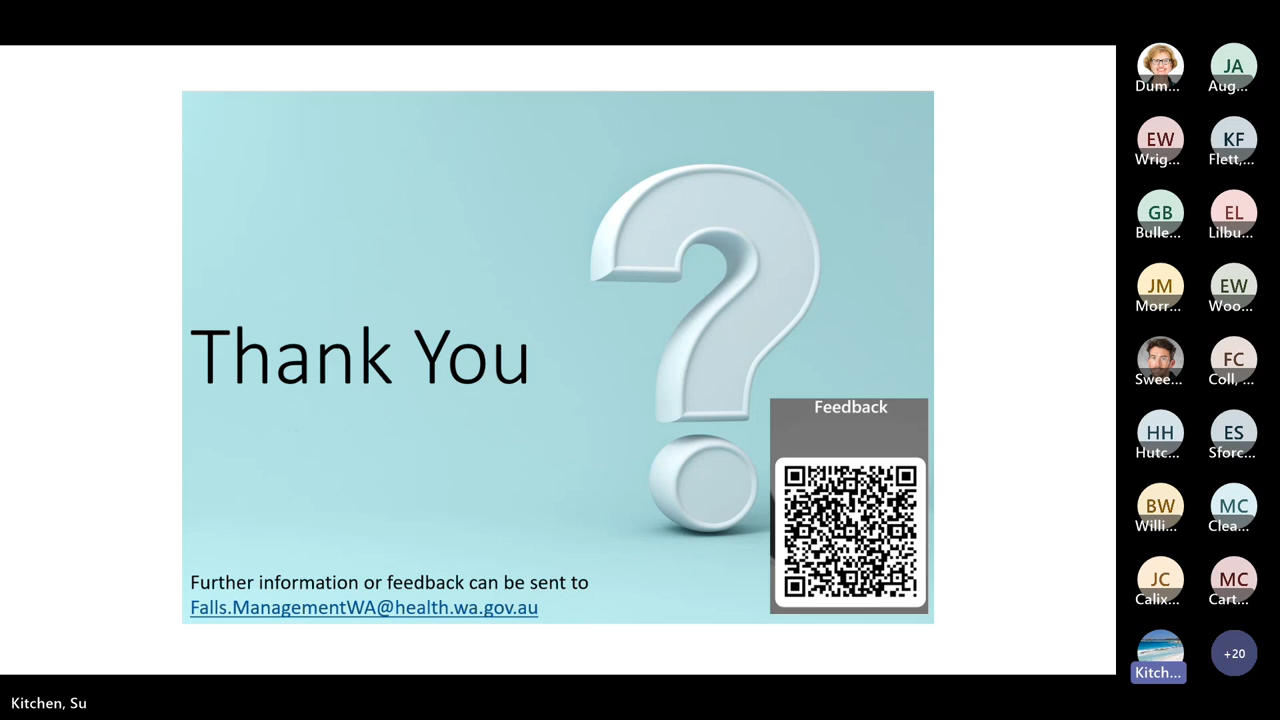 Thank You
Feedback
Further information or feedback can be sent to
Falls.ManagementWA@health.wa.gov.au
Dum...
JA
Aug...
EW
Wrig...
KF
Flett,...
GB
Bulle...
EL
Lilbu...
JM
Morr...
EW
Woo...
Swee...
FC
Coll, ...
HH
Hutc...
ES
Sforc...
BW
Willi...
MC
Clea...
JC
Calix...
MC
Cart...
Kitch...
+20
Kitchen, Su